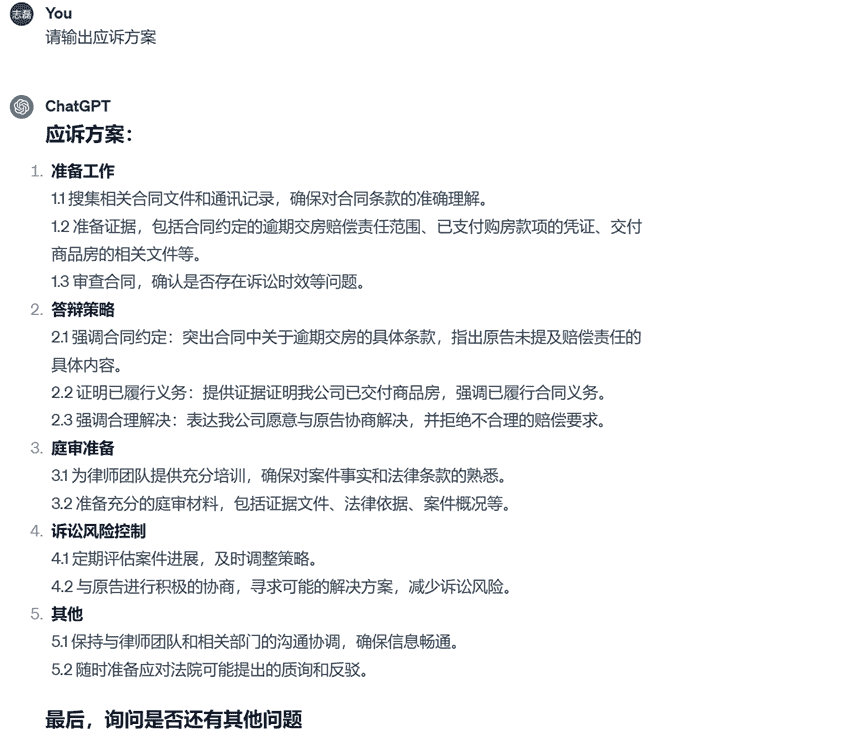 志磊
You
请输出应诉方案
ChatGPT
应诉方案：
1. 准备工作
1.1 搜集相关合同文件和通讯记录，确保对合同条款的准确理解。
1.2 准备证据，包括合同约定的逾期交房赔偿责任范围、已支付购房款项的凭证、交付
商品房的相关文件等。
1.3 审查合同，确认是否存在诉讼时效等问题。
2. 答辩策略
2.1 强调合同约定：突出合同中关于逾期交房的具体条款，指出原告未提及赔偿责任的
具体内容。
2.2 证明已履行义务：提供证据证明我公司已交付商品房，强调已履行合同义务。
2.3 强调合理解决：表达我公司愿意与原告协商解决，并拒绝不合理的赔偿要求。
3. 庭审准备
3.1 为律师团队提供充分培训，确保对案件事实和法律条款的熟悉。
3.2 准备充分的庭审材料，包括证据文件、法律依据、案件概况等。
4. 诉讼风险控制
4.1 定期评估案件进展，及时调整策略。
4.2 与原告进行积极的协商，寻求可能的解决方案，减少诉讼风险。
5. 其他
5.1 保持与律师团队和相关部门的沟通协调，确保信息畅通。
5.2 随时准备应对法院可能提出的质询和反驳。
最后，询问是否还有其他问题